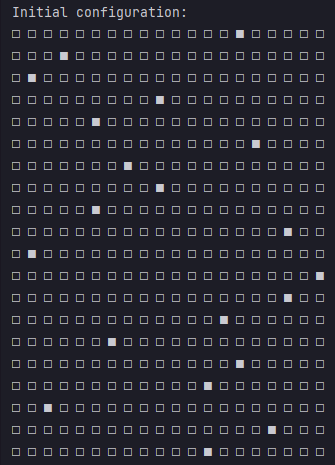 Initial configuration:
□ □ □ □ □ □ □ □ □ □ □ □ □ □ ■ □ □ □ □ □
□ □ □ ■ □ □ □ □ □ □ □ □ □ □ □ □ □ □ □ □
□ ■ □ □ □ □ □ □ □ □ □ □ □ □ □ □ □ □ □ □
□ □ □ □ □ □ □ □ □ ■ □ □ □ □ □ □ □ □ □ □
□ □ □ □ □ ■ □ □ □ □ □ □ □ □ □ □ □ □ □ □
□ □ □ □ □ □ □ □ □ □ □ □ □ □ □ ■ □ □ □ □
□ □ □ □ □ □ □ ■ □ □ □ □ □ □ □ □ □ □ □ □
□ □ □ □ □ □ □ □ □ ■ □ □ □ □ □ □ □ □ □ □
□ □ □ □ □ ■ □ □ □ □ □ □ □ □ □ □ □ □ □ □
□ □ □ □ □ □ □ □ □ □ □ □ □ □ □ □ □ ■ □ □
□ ■ □ □ □ □ □ □ □ □ □ □ □ □ □ □ □ □ □ □
□ □ □ □ □ □ □ □ □ □ □ □ □ □ □ □ □ □ □ ■
□ □ □ □ □ □ □ □ □ □ □ □ □ □ □ □ □ ■ □ □
□ □ □ □ □ □ □ □ □ □ □ □ □ ■ □ □ □ □ □ □
□ □ □ □ □ □ ■ □ □ □ □ □ □ □ □ □ □ □ □ □
□ □ □ □ □ □ □ □ □ □ □ □ □ □ ■ □ □ □ □ □
□ □ □ □ □ □ □ □ □ □ □ □ ■ □ □ □ □ □ □ □
□ □ ■ □ □ □ □ □ □ □ □ □ □ □ □ □ □ □ □ □
□ □ □ □ □ □ □ □ □ □ □ □ □ □ □ □ ■ □ □ □
□ □ □ □ □ □ □ □ □ □ □ □ ■ □ □ □ □ □ □ □